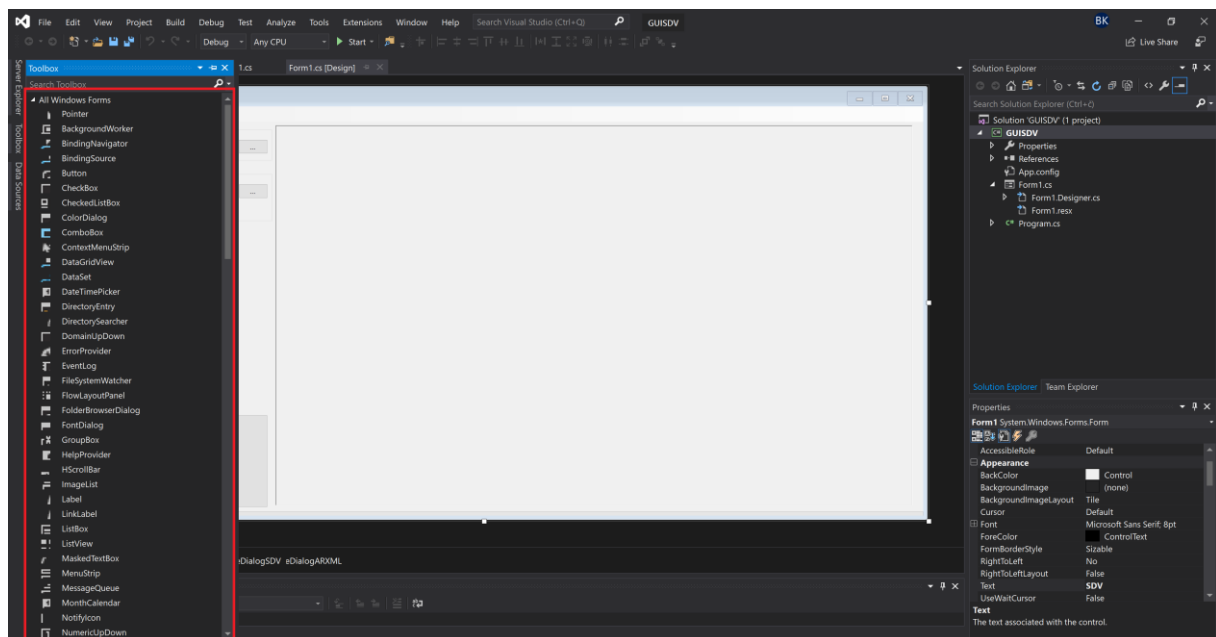 File Edit View Project Build Debug Test Analyze Tools Extensions Window Help Search Visual Studio (Ctrl+Q) GUISDV BK
Debug Any CPU Start Live Share
Server Explorer
Toolbox
Data Sources
Toolbox
Search Toolbox
All Windows Forms
Pointer
BackgroundWorker
BindingNavigator
BindingSource
Button
CheckBox
CheckedListBox
ColorDialog
ComboBox
ContextMenuStrip
DataGridView
DataSet
DateTimePicker
DirectoryEntry
DirectorySearcher
DomainUpDown
ErrorProvider
EventLog
FileSystemWatcher
FlowLayoutPanel
FolderBrowserDialog
FontDialog
GroupBox
HelpProvider
HScrollBar
ImageList
Label
LinkLabel
ListBox
ListView
MaskedTextBox
MenuStrip
MessageQueue
MonthCalendar
NotifyIcon
NumericUpDown
1.cs Form1.cs [Design]
...
...
eDialogSDV eDialogARXML
Solution Explorer
Search Solution Explorer (Ctrl+č)
Solution 'GUISDV' (1 project)
GUISDV
Properties
References
App.config
Form1.cs
Form1.Designer.cs
Form1.resx
C# Program.cs
Solution Explorer Team Explorer
Properties
Form1 System.Windows.Forms.Form
AccessibleRole Default
Appearance
BackColor Control
BackgroundImage (none)
BackgroundImageLayout Tile
Cursor Default
Font Microsoft Sans Serif; 8pt
ForeColor ControlText
FormBorderStyle Sizable
RightToLeft No
RightToLeftLayout False
Text SDV
UseWaitCursor False
Text
The text associated with the control.